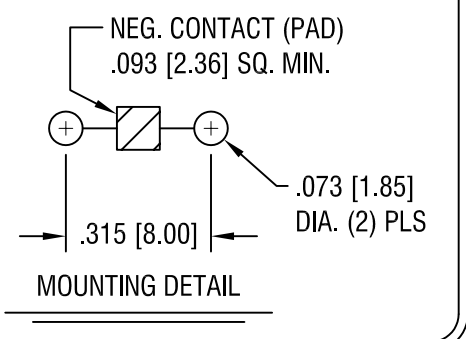 NEG. CONTACT (PAD)
.093 [2.36] SQ. MIN.
.073 [1.85]
DIA. (2) PLS
.315 [8.00]
MOUNTING DETAIL